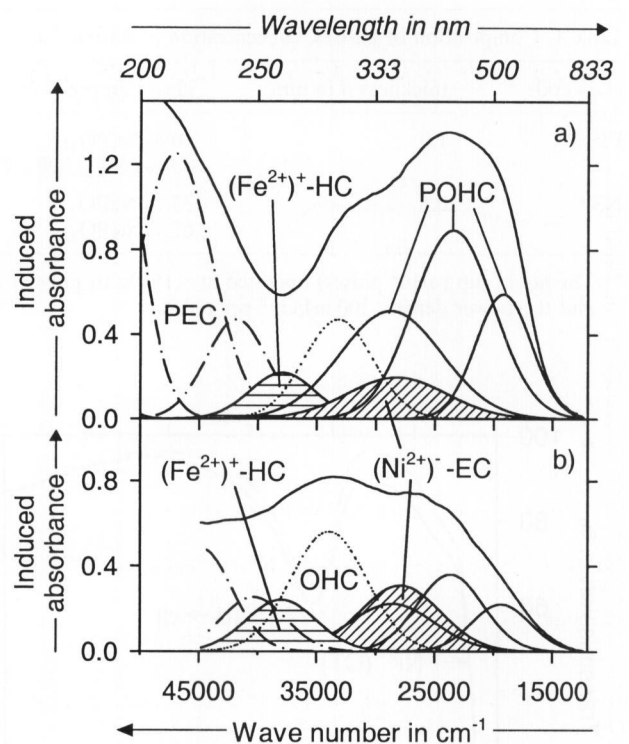 Wavelength in nm
200 250 333 500 833
a)
Induced
absorbance
1.2
0.8
0.4
0.0
(Fe²⁺)⁺-HC
POHC
PEC
(Fe²⁺)⁺-HC
(Ni²⁺)⁻-EC
b)
Induced
absorbance
0.8
0.4
0.0
OHC
45000 35000 25000 15000
Wave number in cm⁻¹